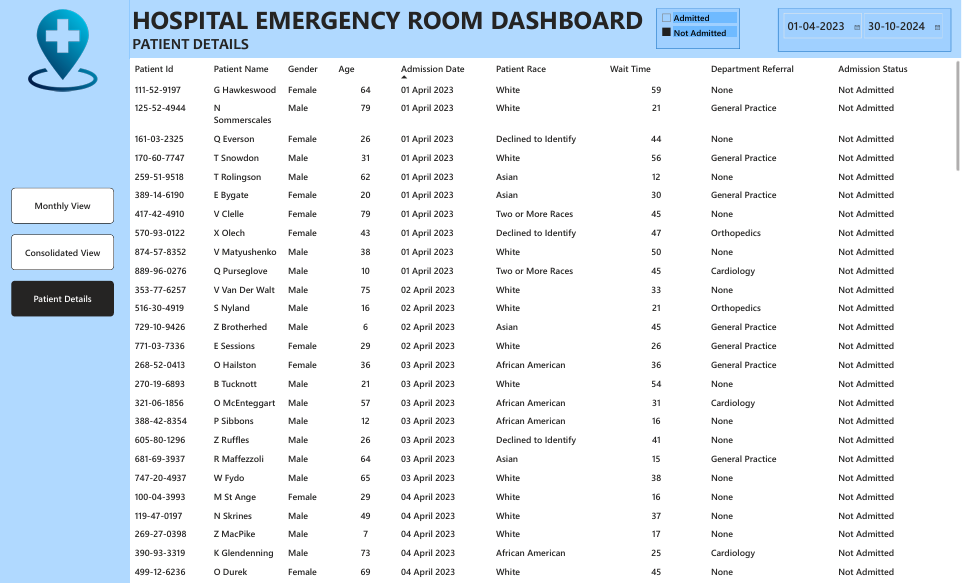 HOSPITAL EMERGENCY ROOM DASHBOARD
PATIENT DETAILS
Admitted
Not Admitted
01-04-2023 30-10-2024
Monthly View
Consolidated View
Patient Details
Patient Id Patient Name Gender Age Admission Date Patient Race Wait Time Department Referral Admission Status
111-52-9197 G Hawkeswood Female 64 01 April 2023 White 59 None Not Admitted
125-52-4944 N Male 79 01 April 2023 White 21 General Practice Not Admitted
Sommerscales
161-03-2325 Q Everson Female 26 01 April 2023 Declined to Identify 44 None Not Admitted
170-60-7747 T Snowdon Male 31 01 April 2023 White 56 General Practice Not Admitted
259-51-9518 T Rolingson Male 62 01 April 2023 Asian 12 None Not Admitted
389-14-6190 E Bygate Female 20 01 April 2023 Asian 30 General Practice Not Admitted
417-42-4910 V Clelle Female 79 01 April 2023 Two or More Races 45 None Not Admitted
570-93-0122 X Olech Female 43 01 April 2023 Declined to Identify 47 Orthopedics Not Admitted
874-57-8352 V Matyushenko Male 38 01 April 2023 White 50 None Not Admitted
889-96-0276 Q Purseglove Male 10 01 April 2023 Two or More Races 45 Cardiology Not Admitted
353-77-6257 V Van Der Walt Male 75 02 April 2023 White 33 None Not Admitted
516-30-4919 S Nyland Male 16 02 April 2023 White 21 Orthopedics Not Admitted
729-10-9426 Z Brotherhed Male 6 02 April 2023 Asian 45 General Practice Not Admitted
771-03-7336 E Sessions Female 29 02 April 2023 White 26 General Practice Not Admitted
268-52-0413 O Hailston Female 36 03 April 2023 African American 36 General Practice Not Admitted
270-19-6893 B Tucknott Male 21 03 April 2023 White 54 None Not Admitted
321-06-1856 O McEnteggart Male 57 03 April 2023 African American 31 Cardiology Not Admitted
388-42-8354 P Sibbons Male 12 03 April 2023 African American 16 None Not Admitted
605-80-1296 Z Ruffles Male 26 03 April 2023 Declined to Identify 41 None Not Admitted
681-69-3937 R Maffezzoli Male 64 03 April 2023 Asian 15 General Practice Not Admitted
747-20-4937 W Fydo Male 65 03 April 2023 White 38 None Not Admitted
100-04-3993 M St Ange Female 29 04 April 2023 White 16 None Not Admitted
119-47-0197 N Skrines Male 49 04 April 2023 White 37 None Not Admitted
269-27-0398 Z MacPike Male 7 04 April 2023 White 17 None Not Admitted
390-93-3319 K Glendenning Male 73 04 April 2023 African American 25 Cardiology Not Admitted
499-12-6236 O Durek Female 69 04 April 2023 White 45 None Not Admitted